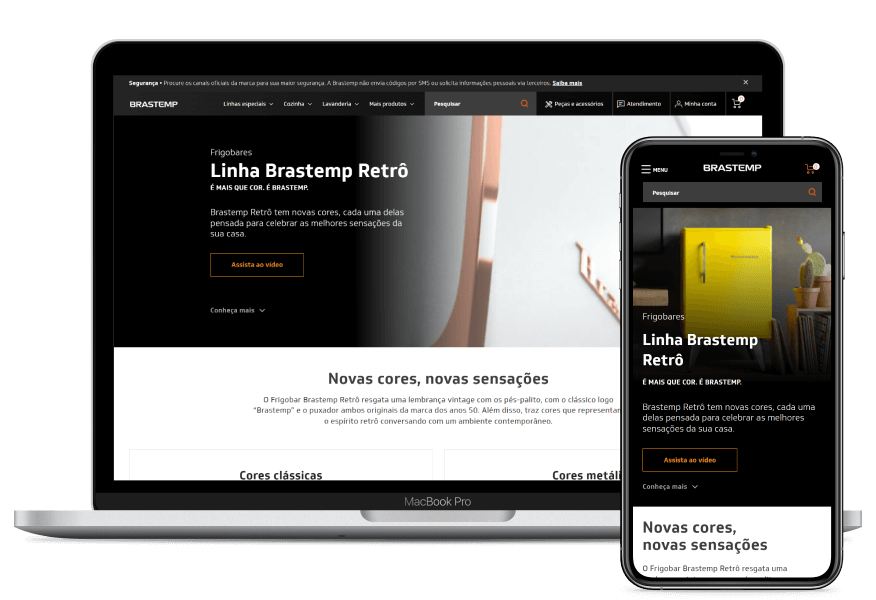 Segurança • Procure os canais oficiais da marca para sua maior segurança. A Brastemp não envia códigos por SMS ou solicita informações pessoais via terceiros. Saiba mais
BRASTEMP
Linhas especiais
Cozinha
Lavanderia
Mais produtos
Pesquisar
Peças e acessórios
Atendimento
Minha conta
0
Frigobares
Linha Brastemp Retrô
É MAIS QUE COR. É BRASTEMP.
Brastemp Retrô tem novas cores, cada uma delas
pensada para celebrar as melhores sensações da
sua casa.
Assista ao vídeo
Conheça mais
Novas cores, novas sensações
O Frigobar Brastemp Retrô resgata uma lembrança vintage com os pés-palito, com o clássico logo
"Brastemp" e o puxador ambos originais da marca dos anos 50. Além disso, traz cores que representam
o espírito retrô conversando com um ambiente contemporâneo.
Cores clássicas
Cores metáli
MacBook Pro
MENU
BRASTEMP
0
Pesquisar
Frigobares
Linha Brastemp
Retrô
É MAIS QUE COR. É BRASTEMP.
Brastemp Retrô tem novas cores, cada uma
delas pensada para celebrar as melhores
sensações da sua casa.
Assista ao vídeo
Conheça mais
Novas cores,
novas sensações
O Frigobar Brastemp Retrô resgata uma